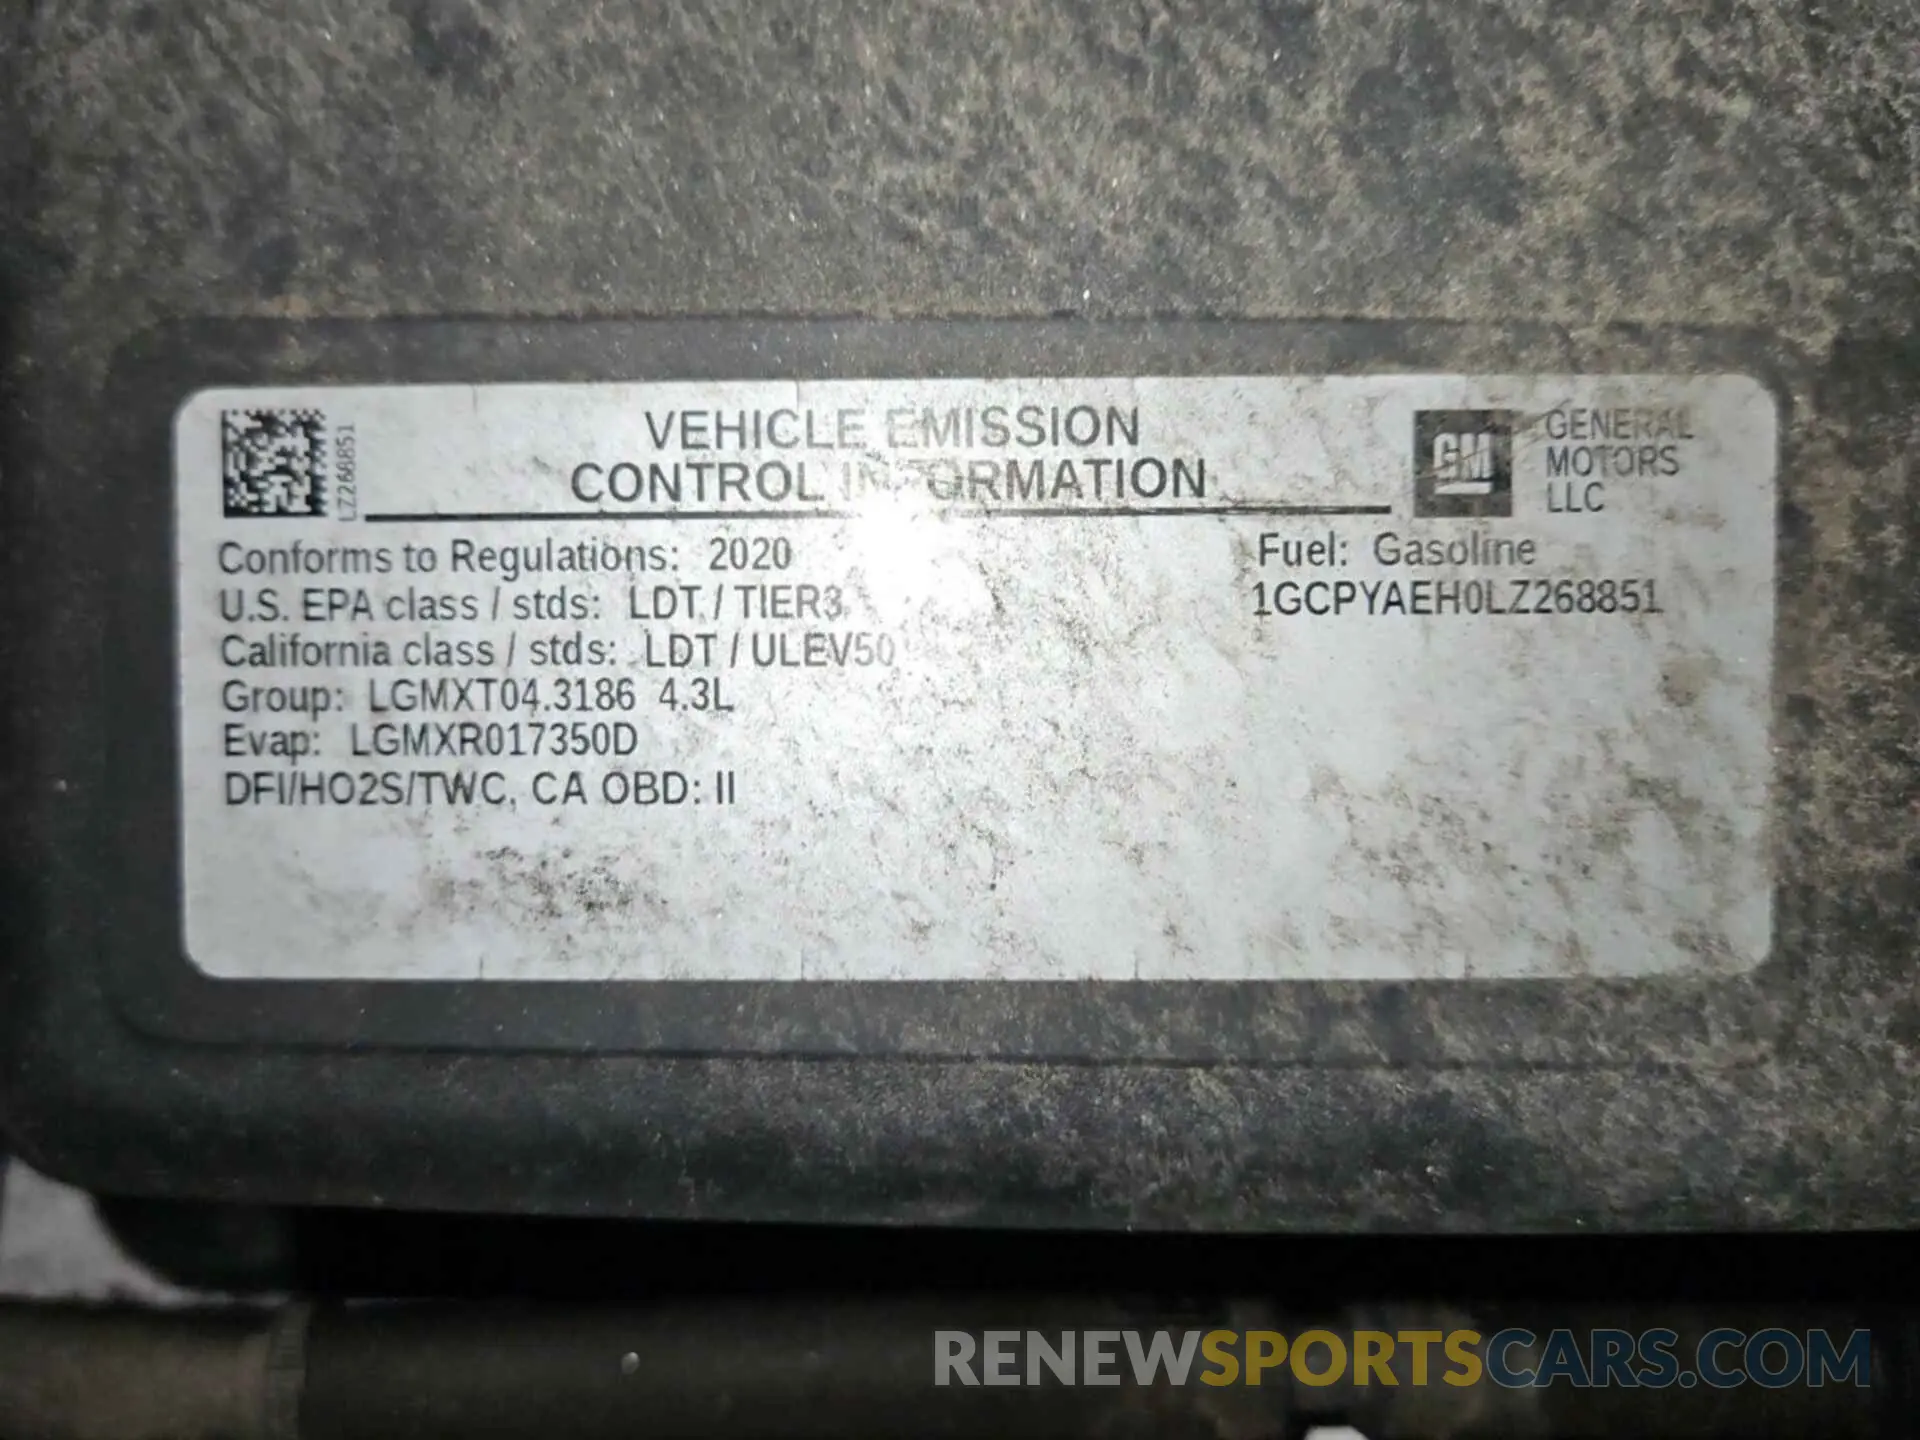 LZ268851
VEHICLE EMISSION
CONTROL INFORMATION
GM
GENERAL
MOTORS
LLC
Conforms to Regulations: 2020
U.S. EPA class / stds: LDT / TIER3
California class / stds: LDT / ULEV50
Group: LGMXT04.3186 4.3L
Evap: LGMXR017350D
DFI/HO2S/TWC, CA OBD: II
Fuel: Gasoline
1GCPYAEH0LZ268851
RENEWSPORTSCARS.COM